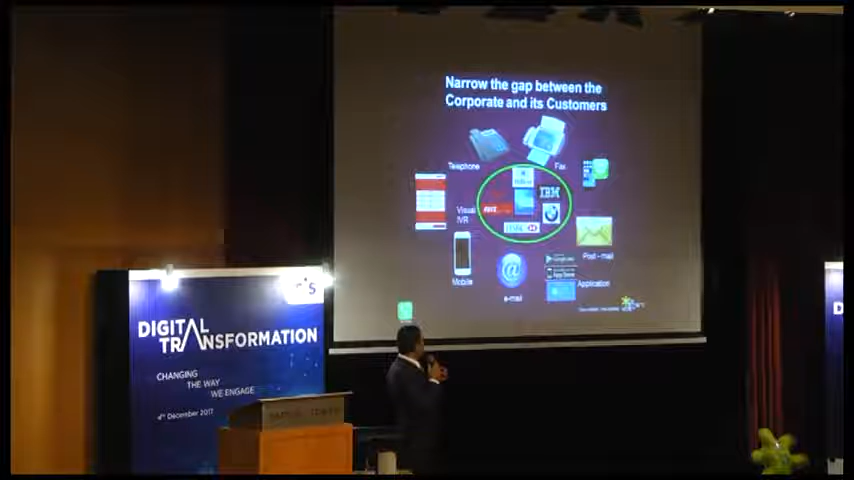 Narrow the gap between the
Corporate and its Customers
Telephone
Fax
Visual
IVR
IBM
HSBC
Post - mail
Mobile
e-mail
Application
DIGITAL
TRANSFORMATION
CHANGING
THE WAY
WE ENGAGE
4th December 2017
D